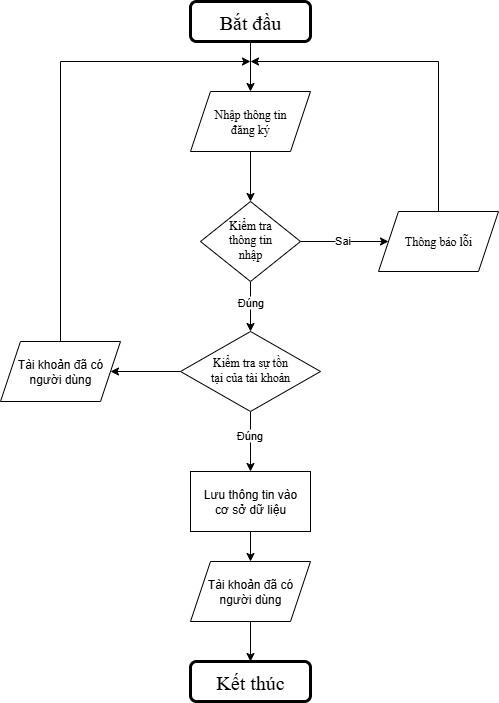 Bắt đầu
Nhập thông tin
đăng ký
Kiểm tra
thông tin
nhập
Sai
Thông báo lỗi
Đúng
Tài khoản đã có
người dùng
Kiểm tra sự tồn
tại của tài khoản
Đúng
Lưu thông tin vào
cơ sở dữ liệu
Tài khoản đã có
người dùng
Kết thúc